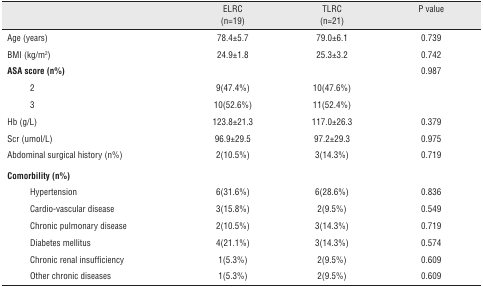 ELRC TLRC P value
(n=19) (n=21)
Age (years) 78.4±5.7 79.0±6.1 0.739
BMI (kg/m²) 24.9±1.8 25.3±3.2 0.742
ASA score (n%) 0.987
2 9(47.4%) 10(47.6%)
3 10(52.6%) 11(52.4%)
Hb (g/L) 123.8±21.3 117.0±26.3 0.379
Scr (umol/L) 96.9±29.5 97.2±29.3 0.975
Abdominal surgical history (n%) 2(10.5%) 3(14.3%) 0.719
Comorbility (n%)
Hypertension 6(31.6%) 6(28.6%) 0.836
Cardio-vascular disease 3(15.8%) 2(9.5%) 0.549
Chronic pulmonary disease 2(10.5%) 3(14.3%) 0.719
Diabetes mellitus 4(21.1%) 3(14.3%) 0.574
Chronic renal insufficiency 1(5.3%) 2(9.5%) 0.609
Other chronic diseases 1(5.3%) 2(9.5%) 0.609